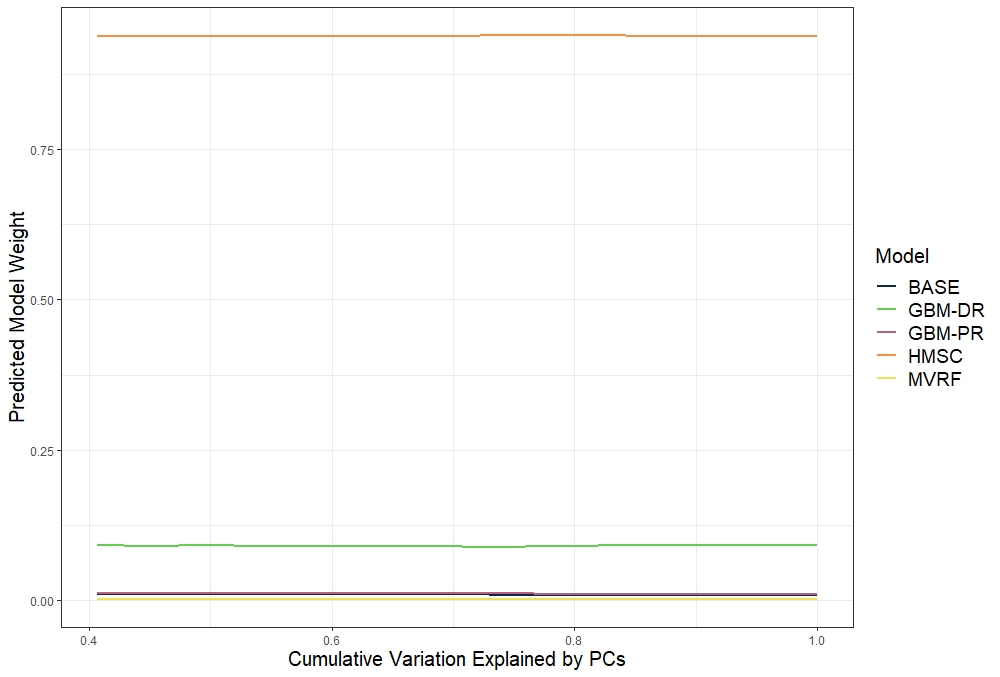 0.75
0.50
0.25
0.00
Predicted Model Weight
0.4
0.6
0.8
1.0
Cumulative Variation Explained by PCs
Model
BASE
GBM-DR
GBM-PR
HMSC
MVRF